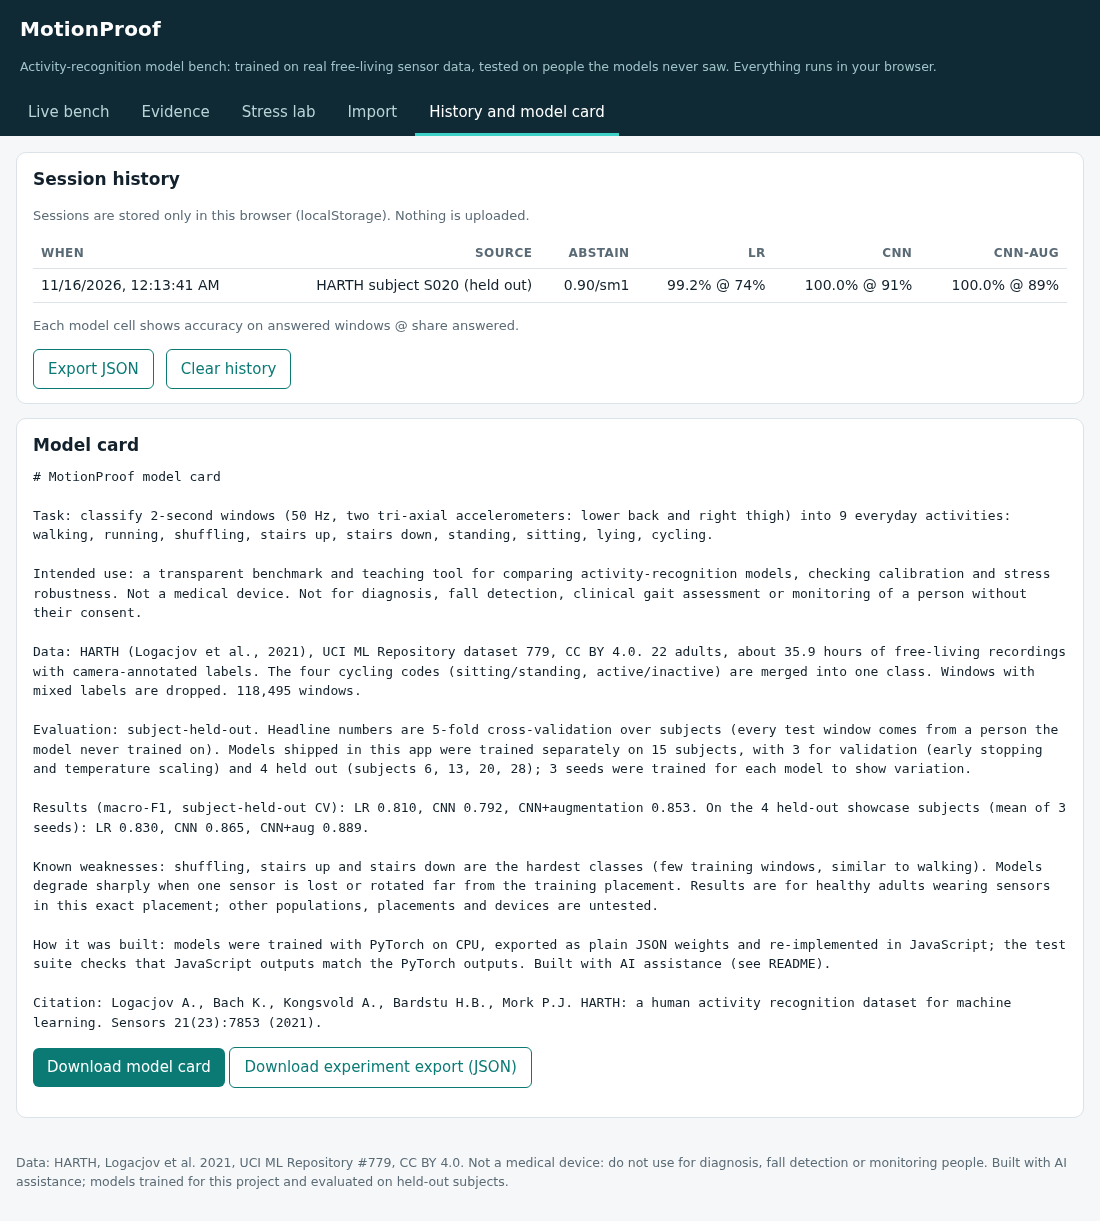 MotionProof
Activity-recognition model bench: trained on real free-living sensor data, tested on people the models never saw. Everything runs in your browser.
Live bench Evidence Stress lab Import History and model card
Session history
Sessions are stored only in this browser (localStorage). Nothing is uploaded.
WHEN SOURCE ABSTAIN LR CNN CNN-AUG
11/16/2026, 12:13:41 AM HARTH subject S020 (held out) 0.90/sm1 99.2% @ 74% 100.0% @ 91% 100.0% @ 89%
Each model cell shows accuracy on answered windows @ share answered.
Export JSON Clear history
Model card
# MotionProof model card
Task: classify 2-second windows (50 Hz, two tri-axial accelerometers: lower back and right thigh) into 9 everyday activities:
walking, running, shuffling, stairs up, stairs down, standing, sitting, lying, cycling.
Intended use: a transparent benchmark and teaching tool for comparing activity-recognition models, checking calibration and stress
robustness. Not a medical device. Not for diagnosis, fall detection, clinical gait assessment or monitoring of a person without
their consent.
Data: HARTH (Logacjov et al., 2021), UCI ML Repository dataset 779, CC BY 4.0. 22 adults, about 35.9 hours of free-living recordings
with camera-annotated labels. The four cycling codes (sitting/standing, active/inactive) are merged into one class. Windows with
mixed labels are dropped. 118,495 windows.
Evaluation: subject-held-out. Headline numbers are 5-fold cross-validation over subjects (every test window comes from a person the
model never trained on). Models shipped in this app were trained separately on 15 subjects, with 3 for validation (early stopping
and temperature scaling) and 4 held out (subjects 6, 13, 20, 28); 3 seeds were trained for each model to show variation.
Results (macro-F1, subject-held-out CV): LR 0.810, CNN 0.792, CNN+augmentation 0.853. On the 4 held-out showcase subjects (mean of 3
seeds): LR 0.830, CNN 0.865, CNN+aug 0.889.
Known weaknesses: shuffling, stairs up and stairs down are the hardest classes (few training windows, similar to walking). Models
degrade sharply when one sensor is lost or rotated far from the training placement. Results are for healthy adults wearing sensors
in this exact placement; other populations, placements and devices are untested.
How it was built: models were trained with PyTorch on CPU, exported as plain JSON weights and re-implemented in JavaScript; the test
suite checks that JavaScript outputs match the PyTorch outputs. Built with AI assistance (see README).
Citation: Logacjov A., Bach K., Kongsvold A., Bardstu H.B., Mork P.J. HARTH: a human activity recognition dataset for machine
learning. Sensors 21(23):7853 (2021).
Download model card Download experiment export (JSON)
Data: HARTH, Logacjov et al. 2021, UCI ML Repository #779, CC BY 4.0. Not a medical device: do not use for diagnosis, fall detection or monitoring people. Built with AI
assistance; models trained for this project and evaluated on held-out subjects.